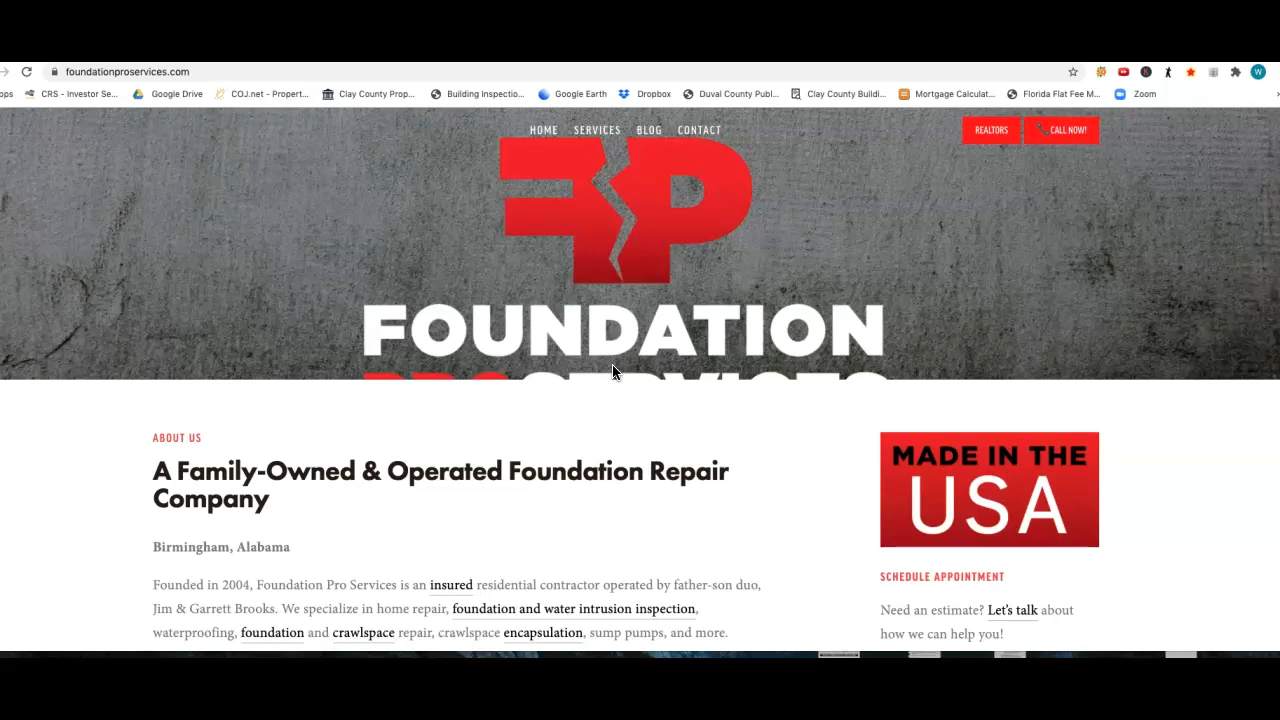 foundationproservices.com
ops CRS - Investor Se... Google Drive COJ.net - Propert... Clay County Prop... Building Inspectio... Google Earth Dropbox Duval County Publ... Clay County Buildi... Mortgage Calculat... Florida Flat Fee M... Zoom
W
HOME SERVICES BLOG CONTACT
REALTORS CALL NOW!
FP
FOUNDATION
PROSERVICES
ABOUT US
A Family-Owned & Operated Foundation Repair
Company
Birmingham, Alabama
Founded in 2004, Foundation Pro Services is an insured residential contractor operated by father-son duo,
Jim & Garrett Brooks. We specialize in home repair, foundation and water intrusion inspection,
waterproofing, foundation and crawlspace repair, crawlspace encapsulation, sump pumps, and more.
MADE IN THE
USA
SCHEDULE APPOINTMENT
Need an estimate? Let's talk about
how we can help you!